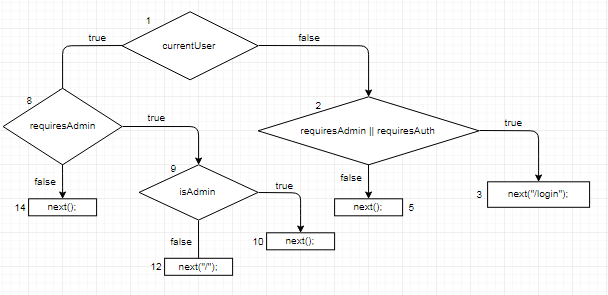 1
true
false
currentUser
8
requiresAdmin
true
2
requiresAdmin || requiresAuth
true
false
9
isAdmin
true
false
3
next("/login");
14
next();
next();
5
false
10
next();
12
next("/");